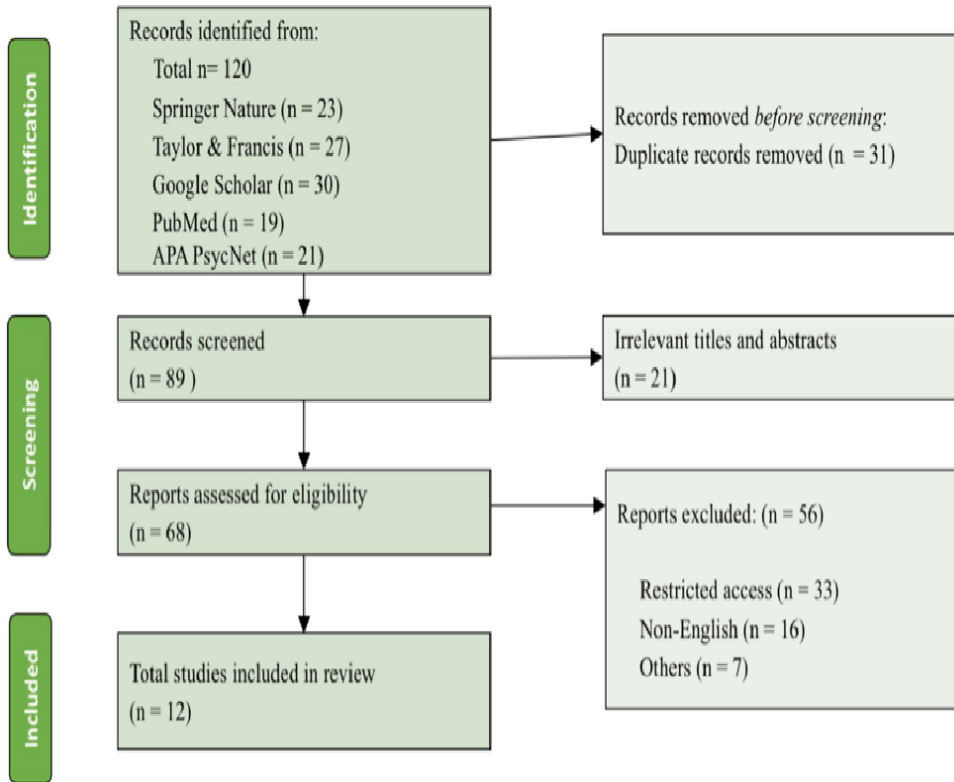 Identification
Records identified from:
Total n= 120
Springer Nature (n = 23)
Taylor & Francis (n = 27)
Google Scholar (n = 30)
PubMed (n = 19)
APA PsycNet (n = 21)
Records removed before screening:
Duplicate records removed (n = 31)
Screening
Records screened
(n = 89 )
Irrelevant titles and abstracts
(n = 21)
Reports assessed for eligibility
(n = 68)
Reports excluded: (n = 56)
Restricted access (n = 33)
Non-English (n = 16)
Others (n = 7)
Included
Total studies included in review
(n = 12)